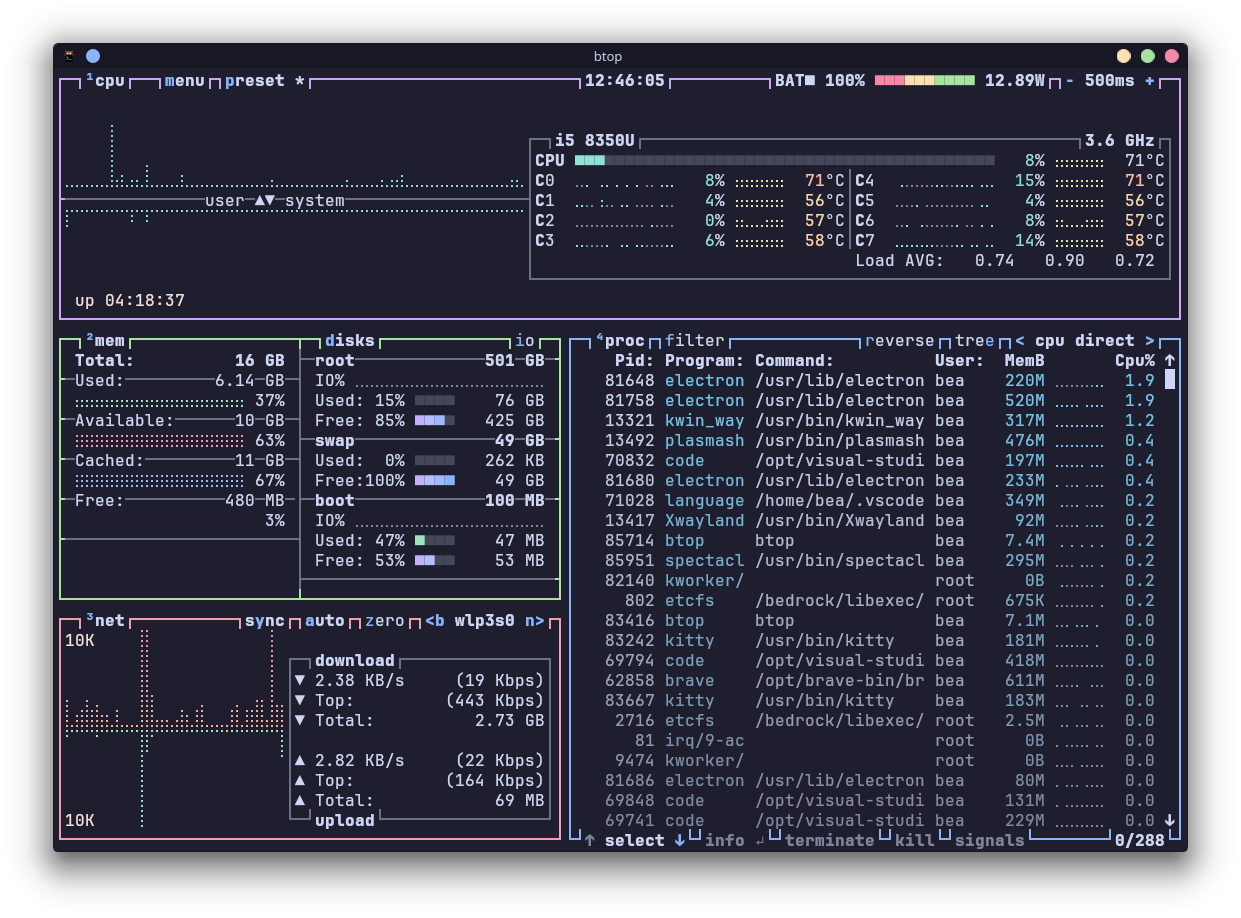 btop
¹cpu menu preset * 12:46:05 BAT■ 100% 12.89W - 500ms +
i5 8350U 3.6 GHz
CPU 8% 71°C
C0 8% 71°C C4 15% 71°C
C1 4% 56°C C5 4% 56°C
user ▲▼ system
C2 0% 57°C C6 8% 57°C
C3 6% 58°C C7 14% 58°C
Load AVG: 0.74 0.90 0.72
up 04:18:37
²mem
Total: 16 GB
Used: 6.14 GB
37%
Available: 10 GB
63%
Cached: 11 GB
67%
Free: 480 MB
3%
disks io
root 501 GB
IO%
Used: 15% 76 GB
Free: 85% 425 GB
swap 49 GB
Used: 0% 262 KB
Free:100% 49 GB
boot 100 MB
IO%
Used: 47% 47 MB
Free: 53% 53 MB
³net sync auto zero <b wlp3s0 n>
10K
download
▼ 2.38 KB/s (19 Kbps)
▼ Top: (443 Kbps)
▼ Total: 2.73 GB
▲ 2.82 KB/s (22 Kbps)
▲ Top: (164 Kbps)
▲ Total: 69 MB
upload
10K
⁴proc filter reverse tree < cpu direct >
Pid: Program: Command: User: MemB Cpu% ↑
81648 electron /usr/lib/electron bea 220M 1.9
81758 electron /usr/lib/electron bea 520M 1.9
13321 kwin_way /usr/bin/kwin_way bea 317M 1.2
13492 plasmash /usr/bin/plasmash bea 476M 0.4
70832 code /opt/visual-studi bea 197M 0.4
81680 electron /usr/lib/electron bea 233M 0.4
71028 language /home/bea/.vscode bea 349M 0.2
13417 Xwayland /usr/bin/Xwayland bea 92M 0.2
85714 btop btop bea 7.4M 0.2
85951 spectacl /usr/bin/spectacl bea 295M 0.2
82140 kworker/ root 0B 0.2
802 etcfs /bedrock/libexec/ root 675K 0.2
83416 btop btop bea 7.1M 0.0
83242 kitty /usr/bin/kitty bea 181M 0.0
69794 code /opt/visual-studi bea 418M 0.0
62858 brave /opt/brave-bin/br bea 611M 0.0
83667 kitty /usr/bin/kitty bea 183M 0.0
2716 etcfs /bedrock/libexec/ root 2.5M 0.0
81 irq/9-ac root 0B 0.0
9474 kworker/ root 0B 0.0
81686 electron /usr/lib/electron bea 80M 0.0
69848 code /opt/visual-studi bea 131M 0.0
69741 code /opt/visual-studi bea 229M 0.0 ↓
↑ select ↓ info ↲ terminate kill signals 0/288